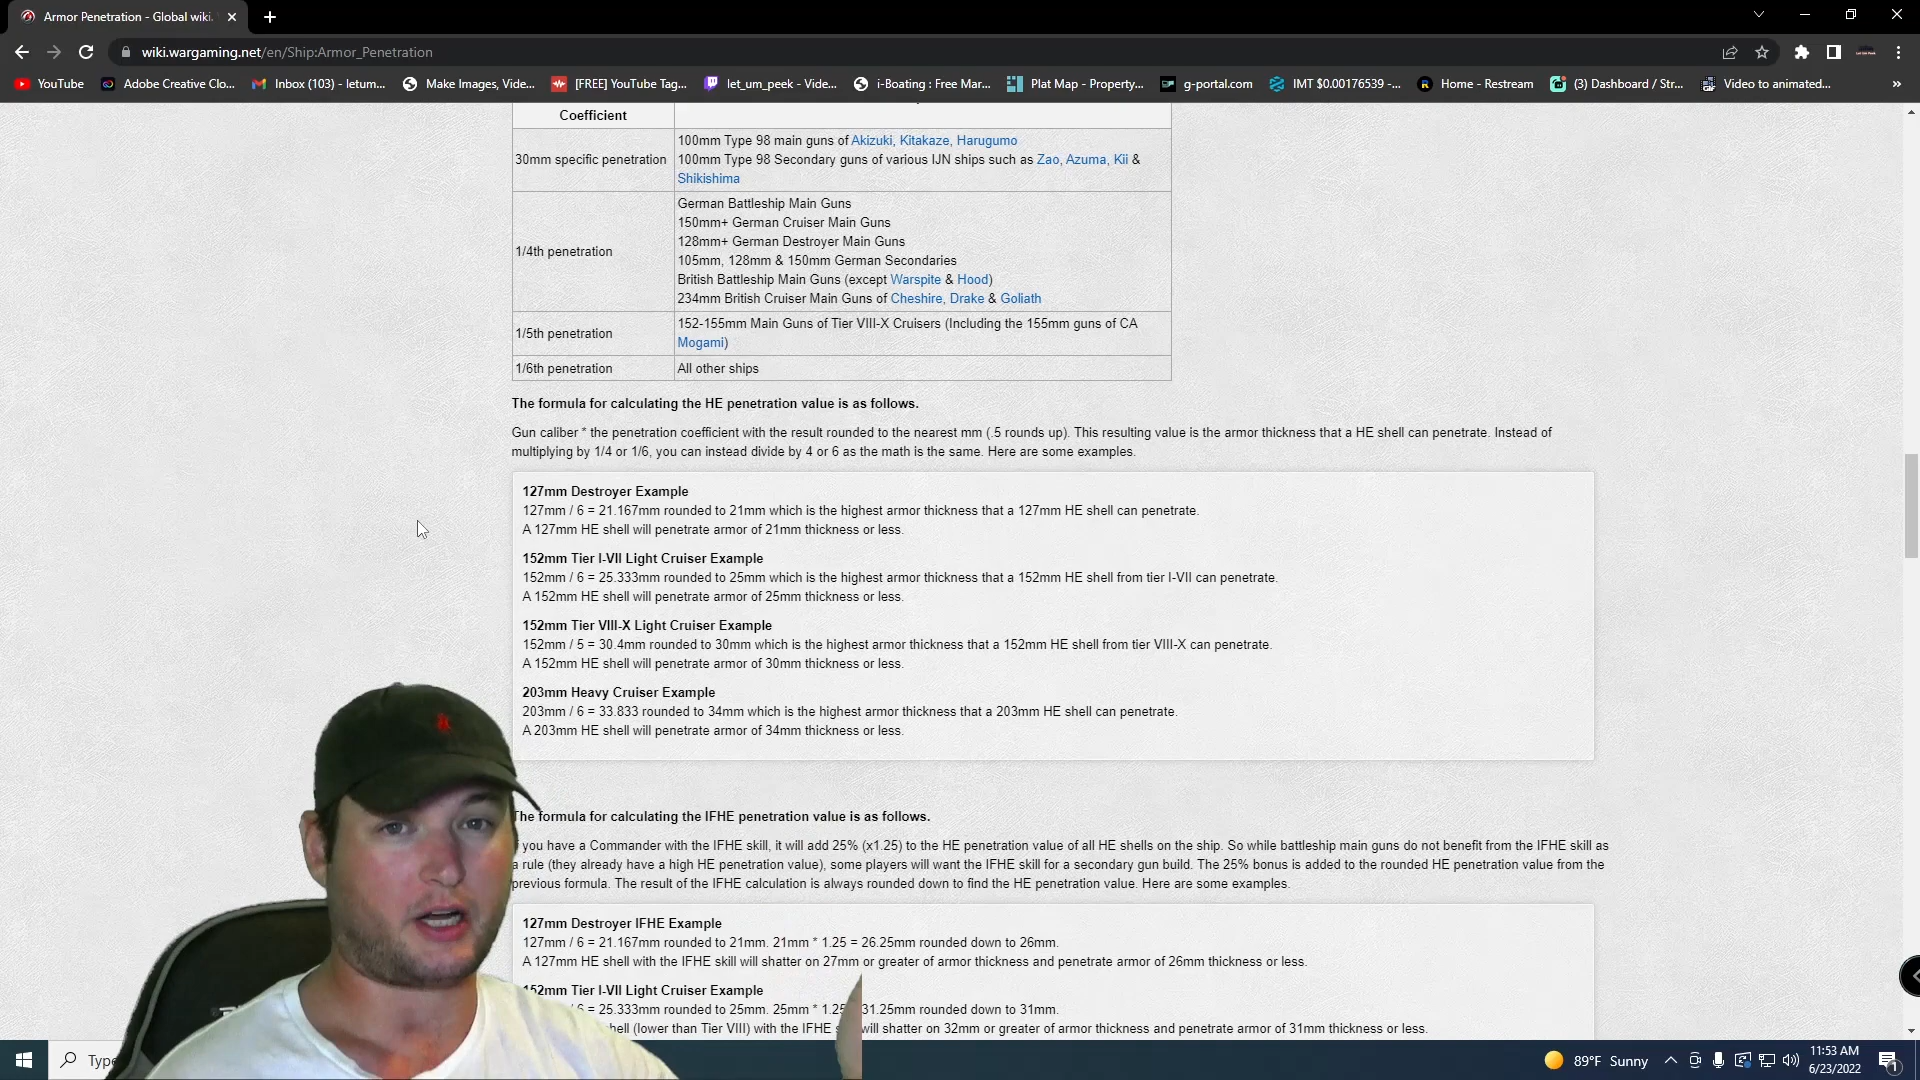 Armor Penetration - Global wiki.
wiki.wargaming.net/en/Ship:Armor_Penetration
YouTube Adobe Creative Clo... Inbox (103) - letum... Make Images, Vide... [FREE] YouTube Tag... let_um_peek - Vide... i-Boating : Free Mar... Plat Map - Property... g-portal.com IMT $0.00176539 -... Home - Restream (3) Dashboard / Str... Video to animated... »
Coefficient
30mm specific penetration
100mm Type 98 main guns of Akizuki, Kitakaze, Harugumo
100mm Type 98 Secondary guns of various IJN ships such as Zao, Azuma, Kii &
Shikishima
1/4th penetration
German Battleship Main Guns
150mm+ German Cruiser Main Guns
128mm+ German Destroyer Main Guns
105mm, 128mm & 150mm German Secondaries
British Battleship Main Guns (except Warspite & Hood)
234mm British Cruiser Main Guns of Cheshire, Drake & Goliath
1/5th penetration
152-155mm Main Guns of Tier VIII-X Cruisers (Including the 155mm guns of CA
Mogami)
1/6th penetration
All other ships
The formula for calculating the HE penetration value is as follows.
Gun caliber * the penetration coefficient with the result rounded to the nearest mm (.5 rounds up). This resulting value is the armor thickness that a HE shell can penetrate. Instead of
multiplying by 1/4 or 1/6, you can instead divide by 4 or 6 as the math is the same. Here are some examples.
127mm Destroyer Example
127mm / 6 = 21.167mm rounded to 21mm which is the highest armor thickness that a 127mm HE shell can penetrate.
A 127mm HE shell will penetrate armor of 21mm thickness or less.
152mm Tier I-VII Light Cruiser Example
152mm / 6 = 25.333mm rounded to 25mm which is the highest armor thickness that a 152mm HE shell from tier I-VII can penetrate.
A 152mm HE shell will penetrate armor of 25mm thickness or less.
152mm Tier VIII-X Light Cruiser Example
152mm / 5 = 30.4mm rounded to 30mm which is the highest armor thickness that a 152mm HE shell from tier VIII-X can penetrate.
A 152mm HE shell will penetrate armor of 30mm thickness or less.
203mm Heavy Cruiser Example
203mm / 6 = 33.833 rounded to 34mm which is the highest armor thickness that a 203mm HE shell can penetrate.
A 203mm HE shell will penetrate armor of 34mm thickness or less.
The formula for calculating the IFHE penetration value is as follows.
you have a Commander with the IFHE skill, it will add 25% (x1.25) to the HE penetration value of all HE shells on the ship. So while battleship main guns do not benefit from the IFHE skill as
a rule (they already have a high HE penetration value), some players will want the IFHE skill for a secondary gun build. The 25% bonus is added to the rounded HE penetration value from the
previous formula. The result of the IFHE calculation is always rounded down to find the HE penetration value. Here are some examples.
127mm Destroyer IFHE Example
127mm / 6 = 21.167mm rounded to 21mm. 21mm * 1.25 = 26.25mm rounded down to 26mm.
A 127mm HE shell with the IFHE skill will shatter on 27mm or greater of armor thickness and penetrate armor of 26mm thickness or less.
152mm Tier I-VII Light Cruiser Example
6 = 25.333mm rounded to 25mm. 25mm * 1.25 31.25mm rounded down to 31mm.
hell (lower than Tier VIII) with the IFHE will shatter on 32mm or greater of armor thickness and penetrate armor of 31mm thickness or less.
Type 89°F Sunny 11:53 AM
6/23/2022 1